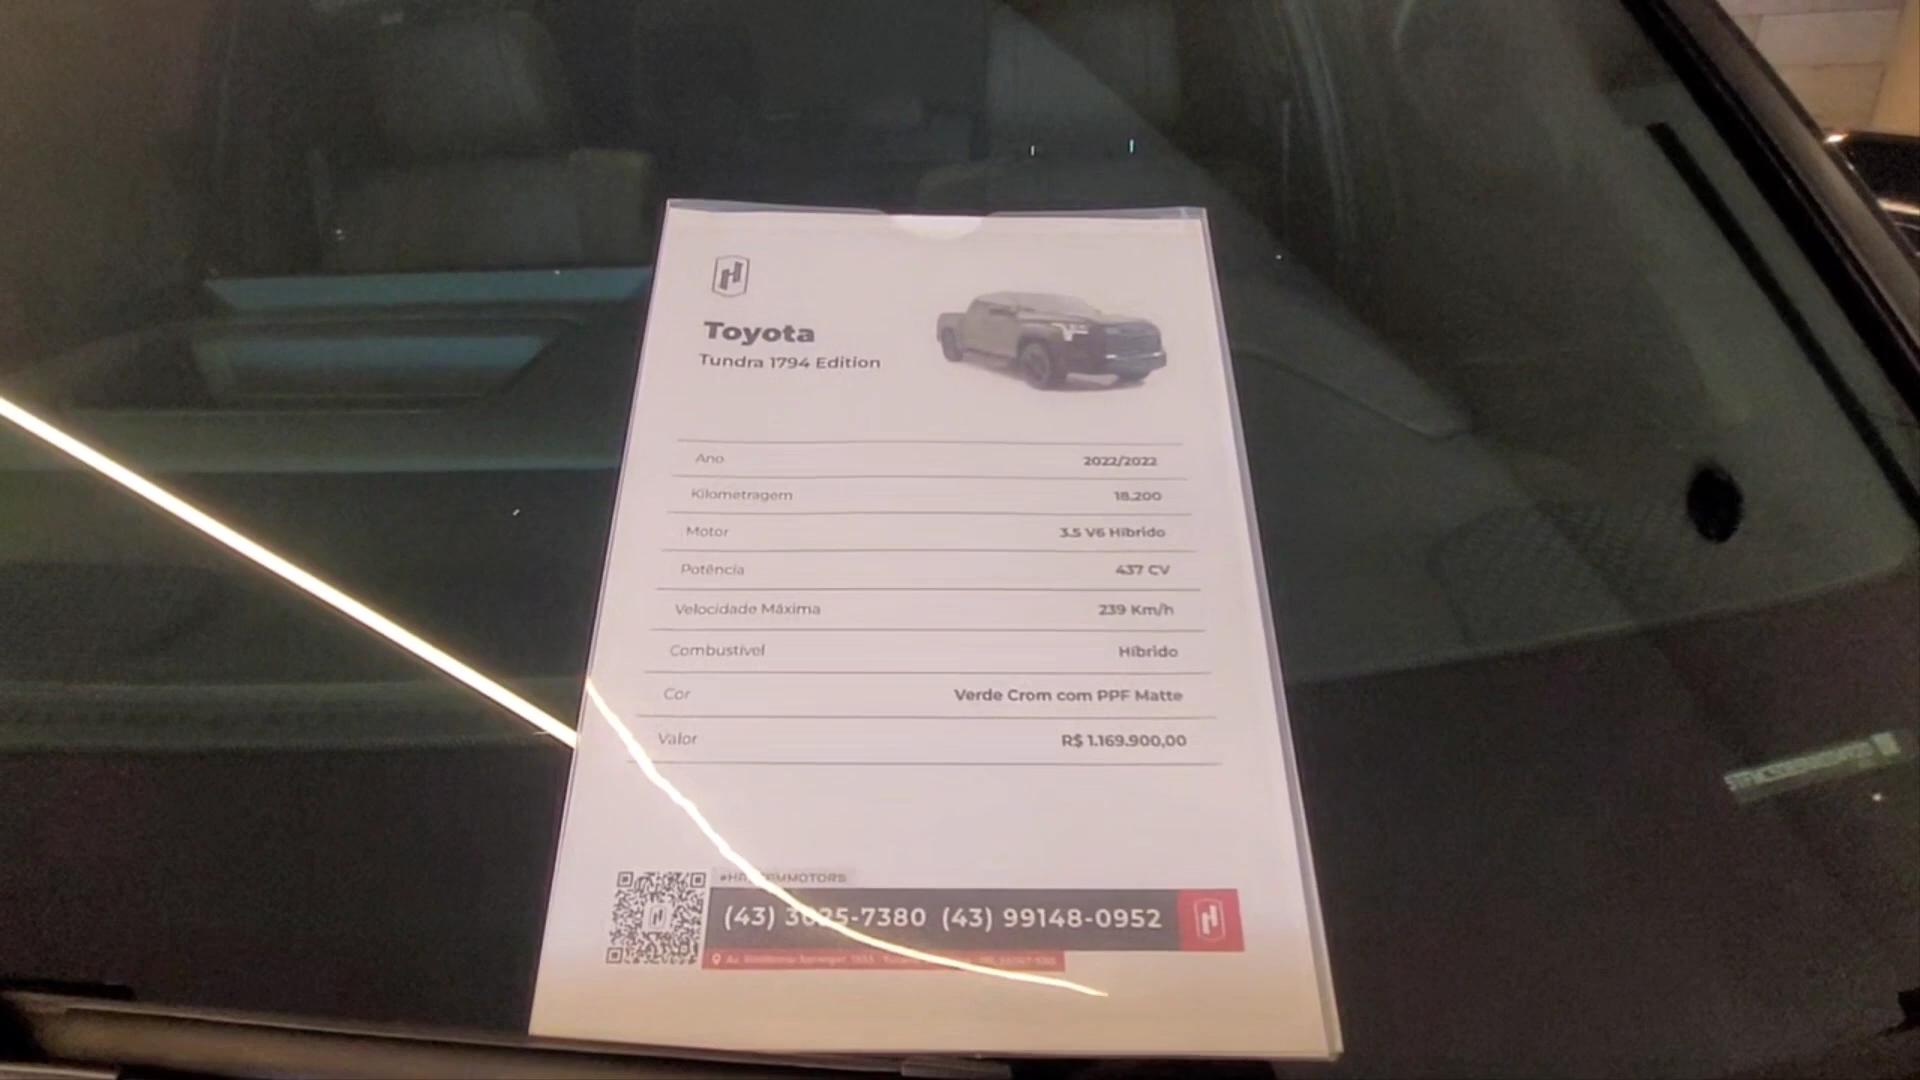 Toyota
Tundra 1794 Edition
Ano 2022/2022
Kilometragem 18.200
Motor 3.5 V6 Híbrido
Potência 437 CV
Velocidade Máxima 239 Km/h
Combustível Híbrido
Cor Verde Crom com PPF Matte
Valor R$ 1.169.900,00
(43) 99148-0952